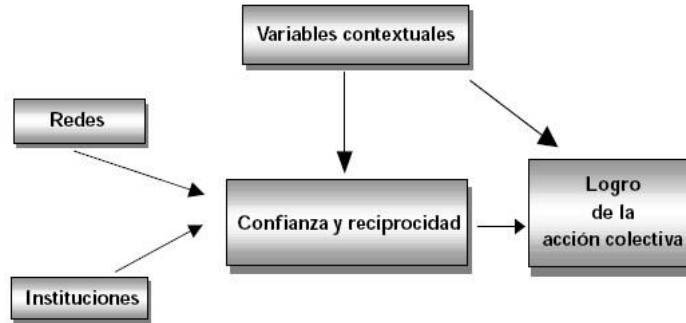 Variables contextuales
Redes
Confianza y reciprocidad
Logro
de la
acción colectiva
Instituciones